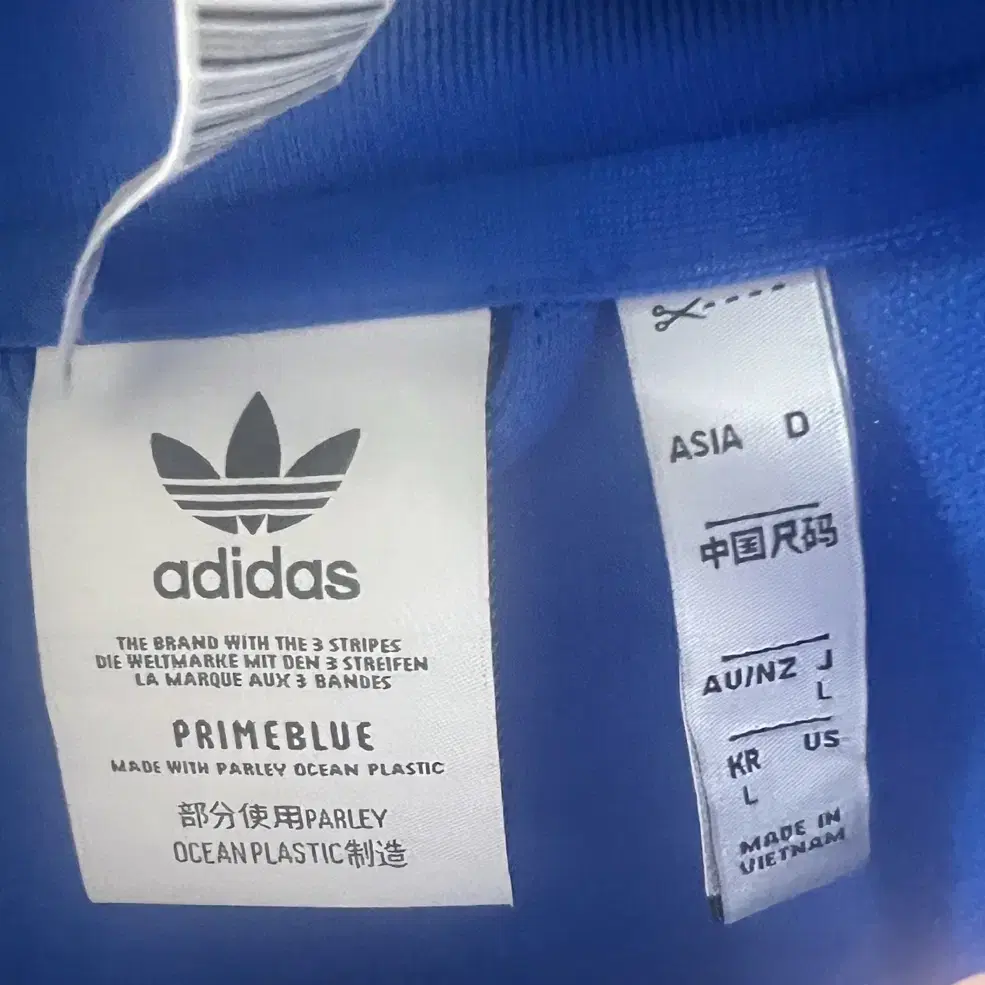 adidas
THE BRAND WITH THE 3 STRIPES
DIE WELTMARKE MIT DEN 3 STREIFEN
LA MARQUE AUX 3 BANDES
PRIMEBLUE
MADE WITH PARLEY OCEAN PLASTIC
部分使用PARLEY
OCEAN PLASTIC制造
ASIA D
中国尺码
AU/NZ J
L
KR US
L
MADE IN
VIETNAM